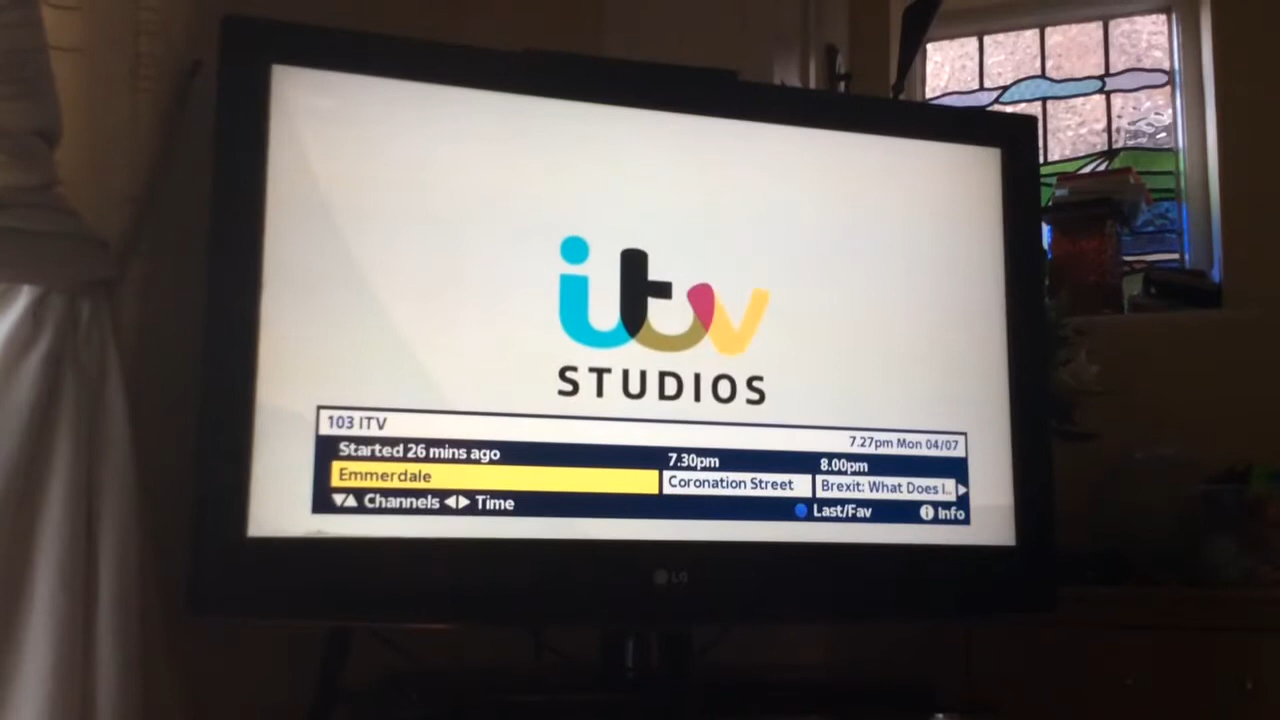 itv
STUDIOS
103 ITV
7.27pm Mon 04/07
Started 26 mins ago
7.30pm
8.00pm
Emmerdale
Coronation Street
Brexit: What Does I..
Channels
Time
Last/Fav
Info
LG